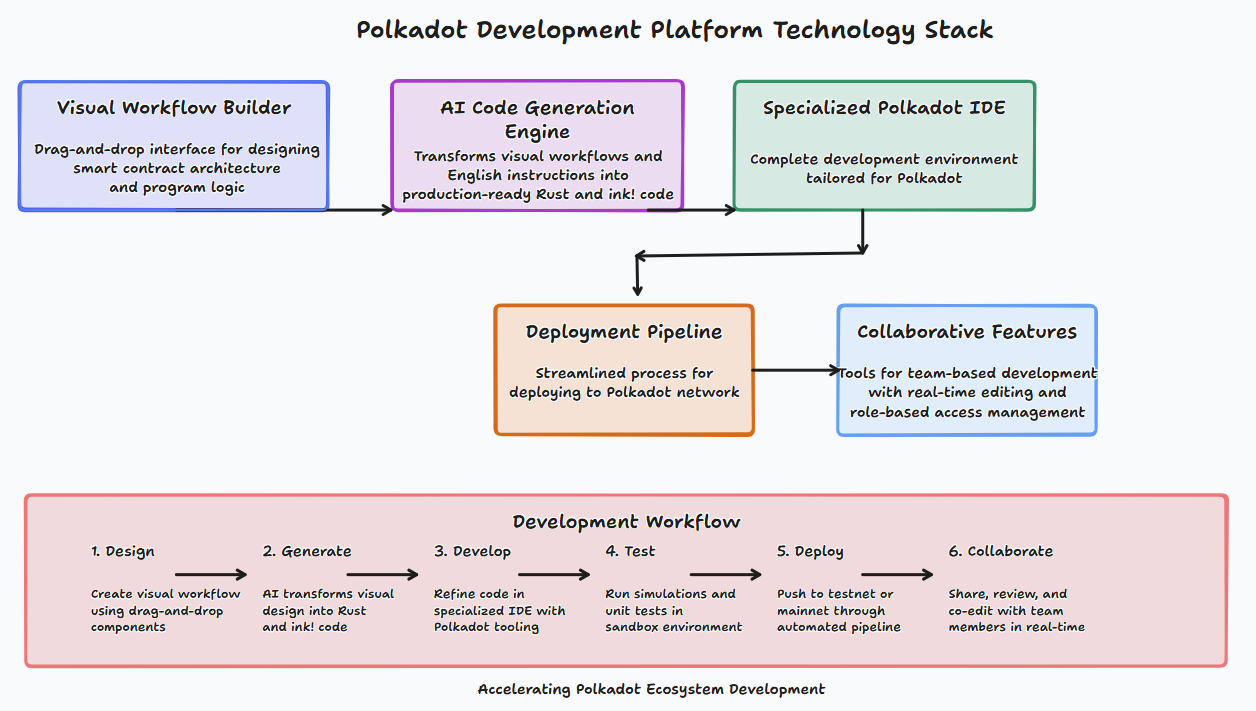 Polkadot Development Platform Technology Stack
Visual Workflow Builder
Drag-and-drop interface for designing
smart contract architecture
and program logic
AI Code Generation
Engine
Transforms visual workflows and
English instructions into
production-ready Rust and ink! code
Specialized Polkadot IDE
Complete development environment
tailored for Polkadot
Deployment Pipeline
Streamlined process for
deploying to Polkadot network
Collaborative Features
Tools for team-based development
with real-time editing and
role-based access management
Development Workflow
1. Design
Create visual workflow
using drag-and-drop
components
2. Generate
AI transforms visual
design into Rust
and ink! code
3. Develop
Refine code in
specialized IDE with
Polkadot tooling
4. Test
Run simulations and
unit tests in
sandbox environment
5. Deploy
Push to testnet or
mainnet through
automated pipeline
6. Collaborate
Share, review, and
co-edit with team
members in real-time
Accelerating Polkadot Ecosystem Development